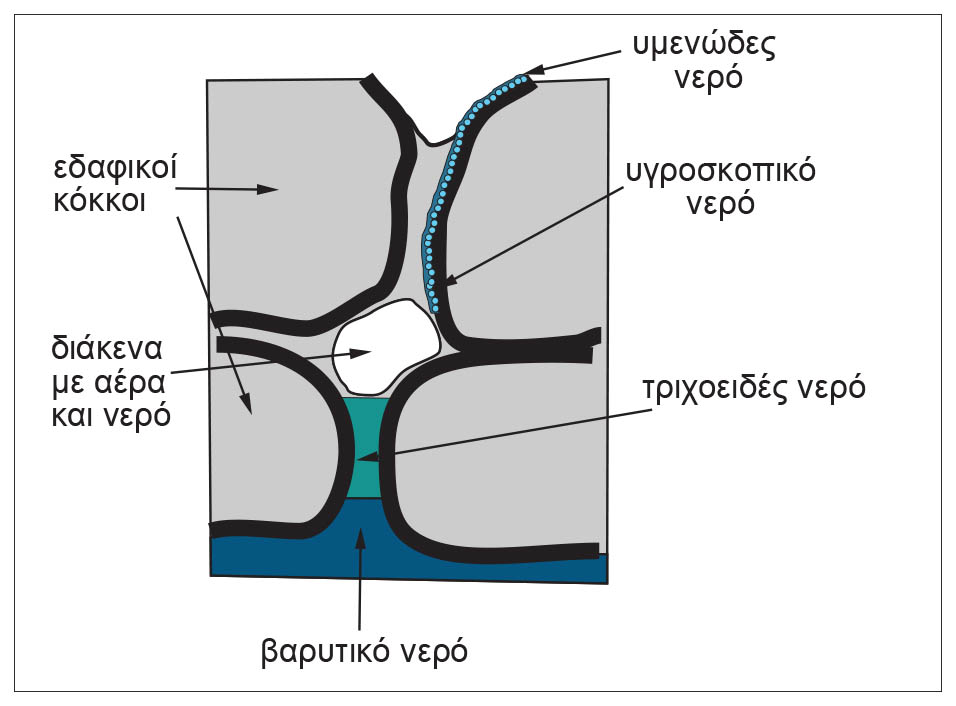 υμενώδες
νερό
εδαφικοί
κόκκοι
υγροσκοπικό
νερό
διάκενα
με αέρα
και νερό
τριχοειδές νερό
βαρυτικό νερό